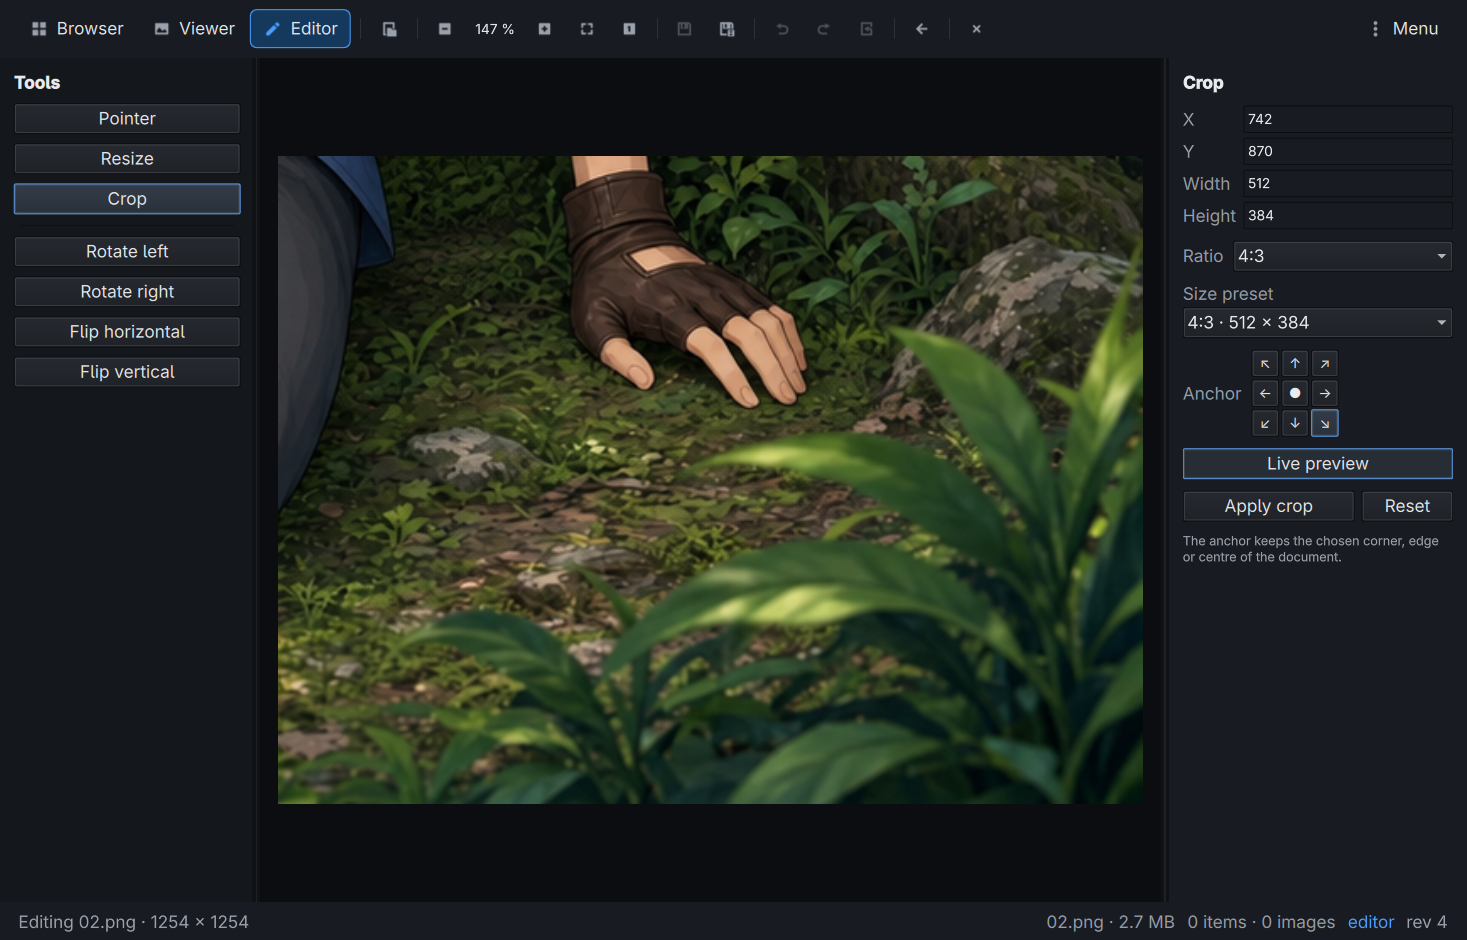 Browser Viewer Editor 147 % Menu
Tools
Pointer
Resize
Crop
Rotate left
Rotate right
Flip horizontal
Flip vertical
Crop
X 742
Y 870
Width 512
Height 384
Ratio 4:3
Size preset
4:3 · 512 × 384
Anchor
Live preview
Apply crop Reset
The anchor keeps the chosen corner, edge
or centre of the document.
Editing 02.png · 1254 × 1254 02.png · 2.7 MB 0 items · 0 images editor rev 4